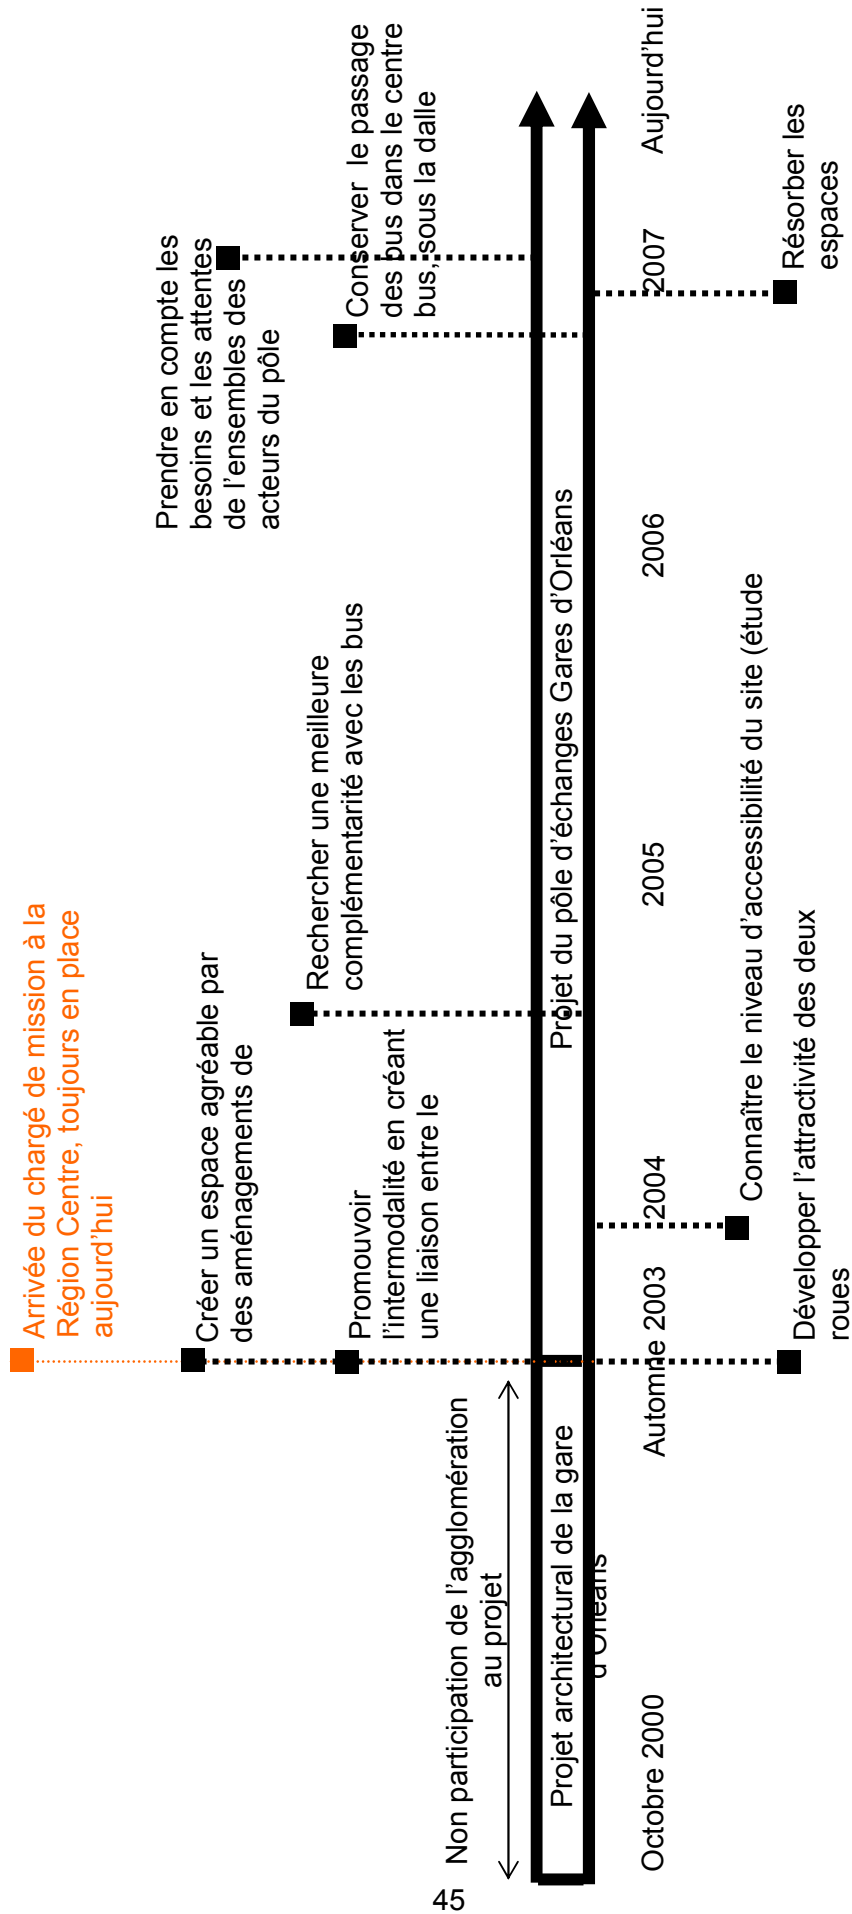 Arrivée du chargé de mission à la
Région Centre, toujours en place
aujourd'hui
Créer un espace agréable par
des aménagements de
Promouvoir
l'intermodalité en créant
une liaison entre le
Rechercher une meilleure
complémentarité avec les bus
Prendre en compte les
besoins et les attentes
de l'ensembles des
acteurs du pôle
Conserver le passage
des bus dans le centre
bus, sous la dalle
Non participation de l'agglomération
au projet
Projet architectural de la gare
d'Orléans
Projet du pôle d'échanges Gares d'Orléans
Octobre 2000
Automne 2003
2004
2005
2006
2007
Aujourd'hui
Connaître le niveau d'accessibilité du site (étude
Développer l'attractivité des deux
roues
Résorber les
espaces
45